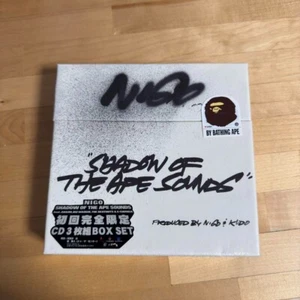 NIGO
BY BATHING APE
"SHADOW OF
THE APE SOUNDS"
PRODUCED BY NIGO & K.U.D.O
NIGO
SHADOW OF THE APE SOUNDS
初回完全限定
CD3枚組BOX SET